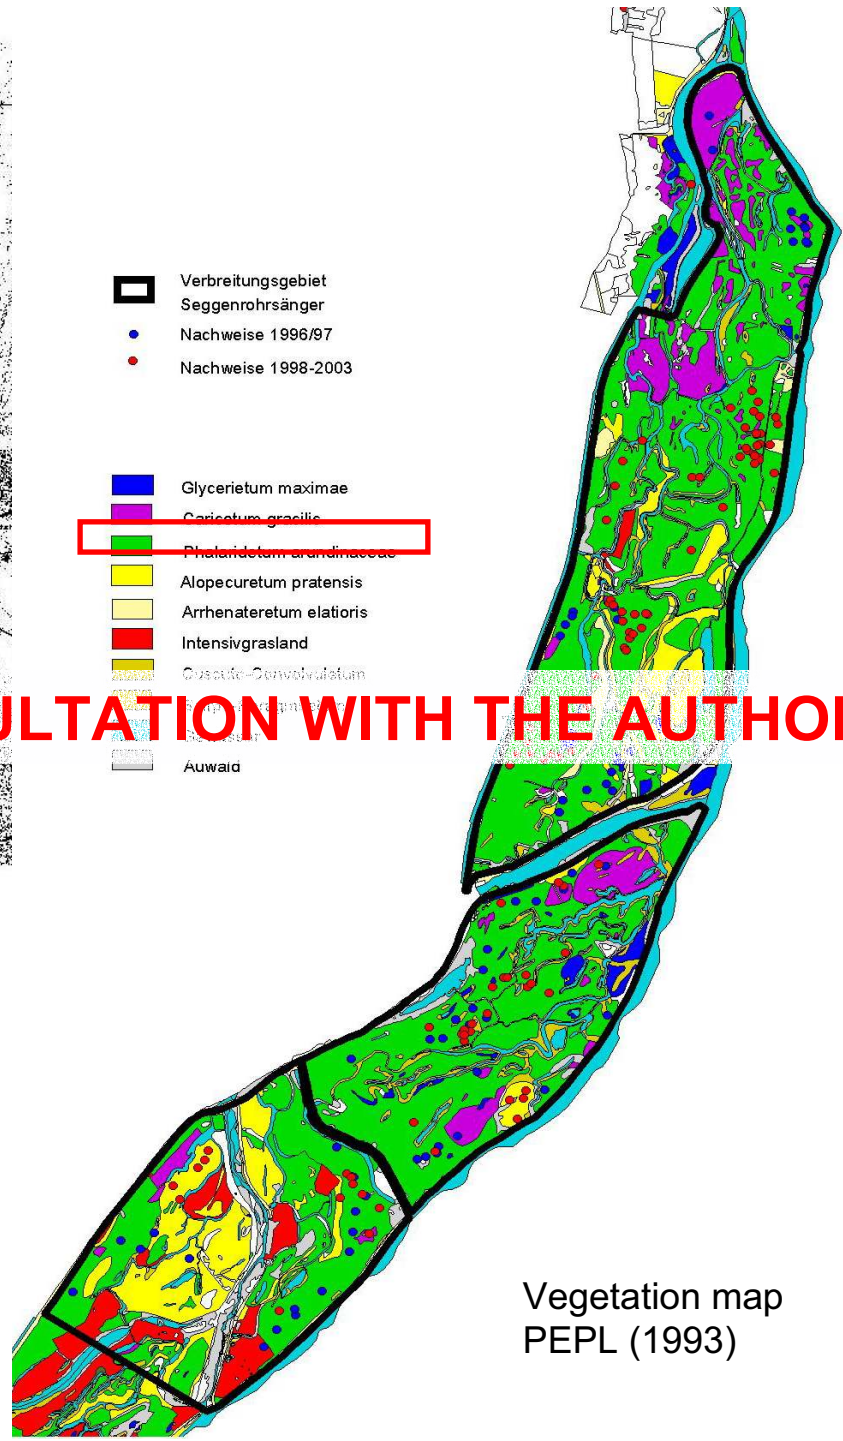 Verbreitungsgebiet
Seggenrohrsänger
Nachweise 1996/97
Nachweise 1998-2003
Glycerietum maximae
Caricetum gracilis
Phalaridetum arundinaceae
Alopecuretum pratensis
Arrhenateretum elatioris
Intensivgrasland
Cuscuto-Convolvuletum
ULTATION WITH THE AUTHO
Auwald
Vegetation map
PEPL (1993)